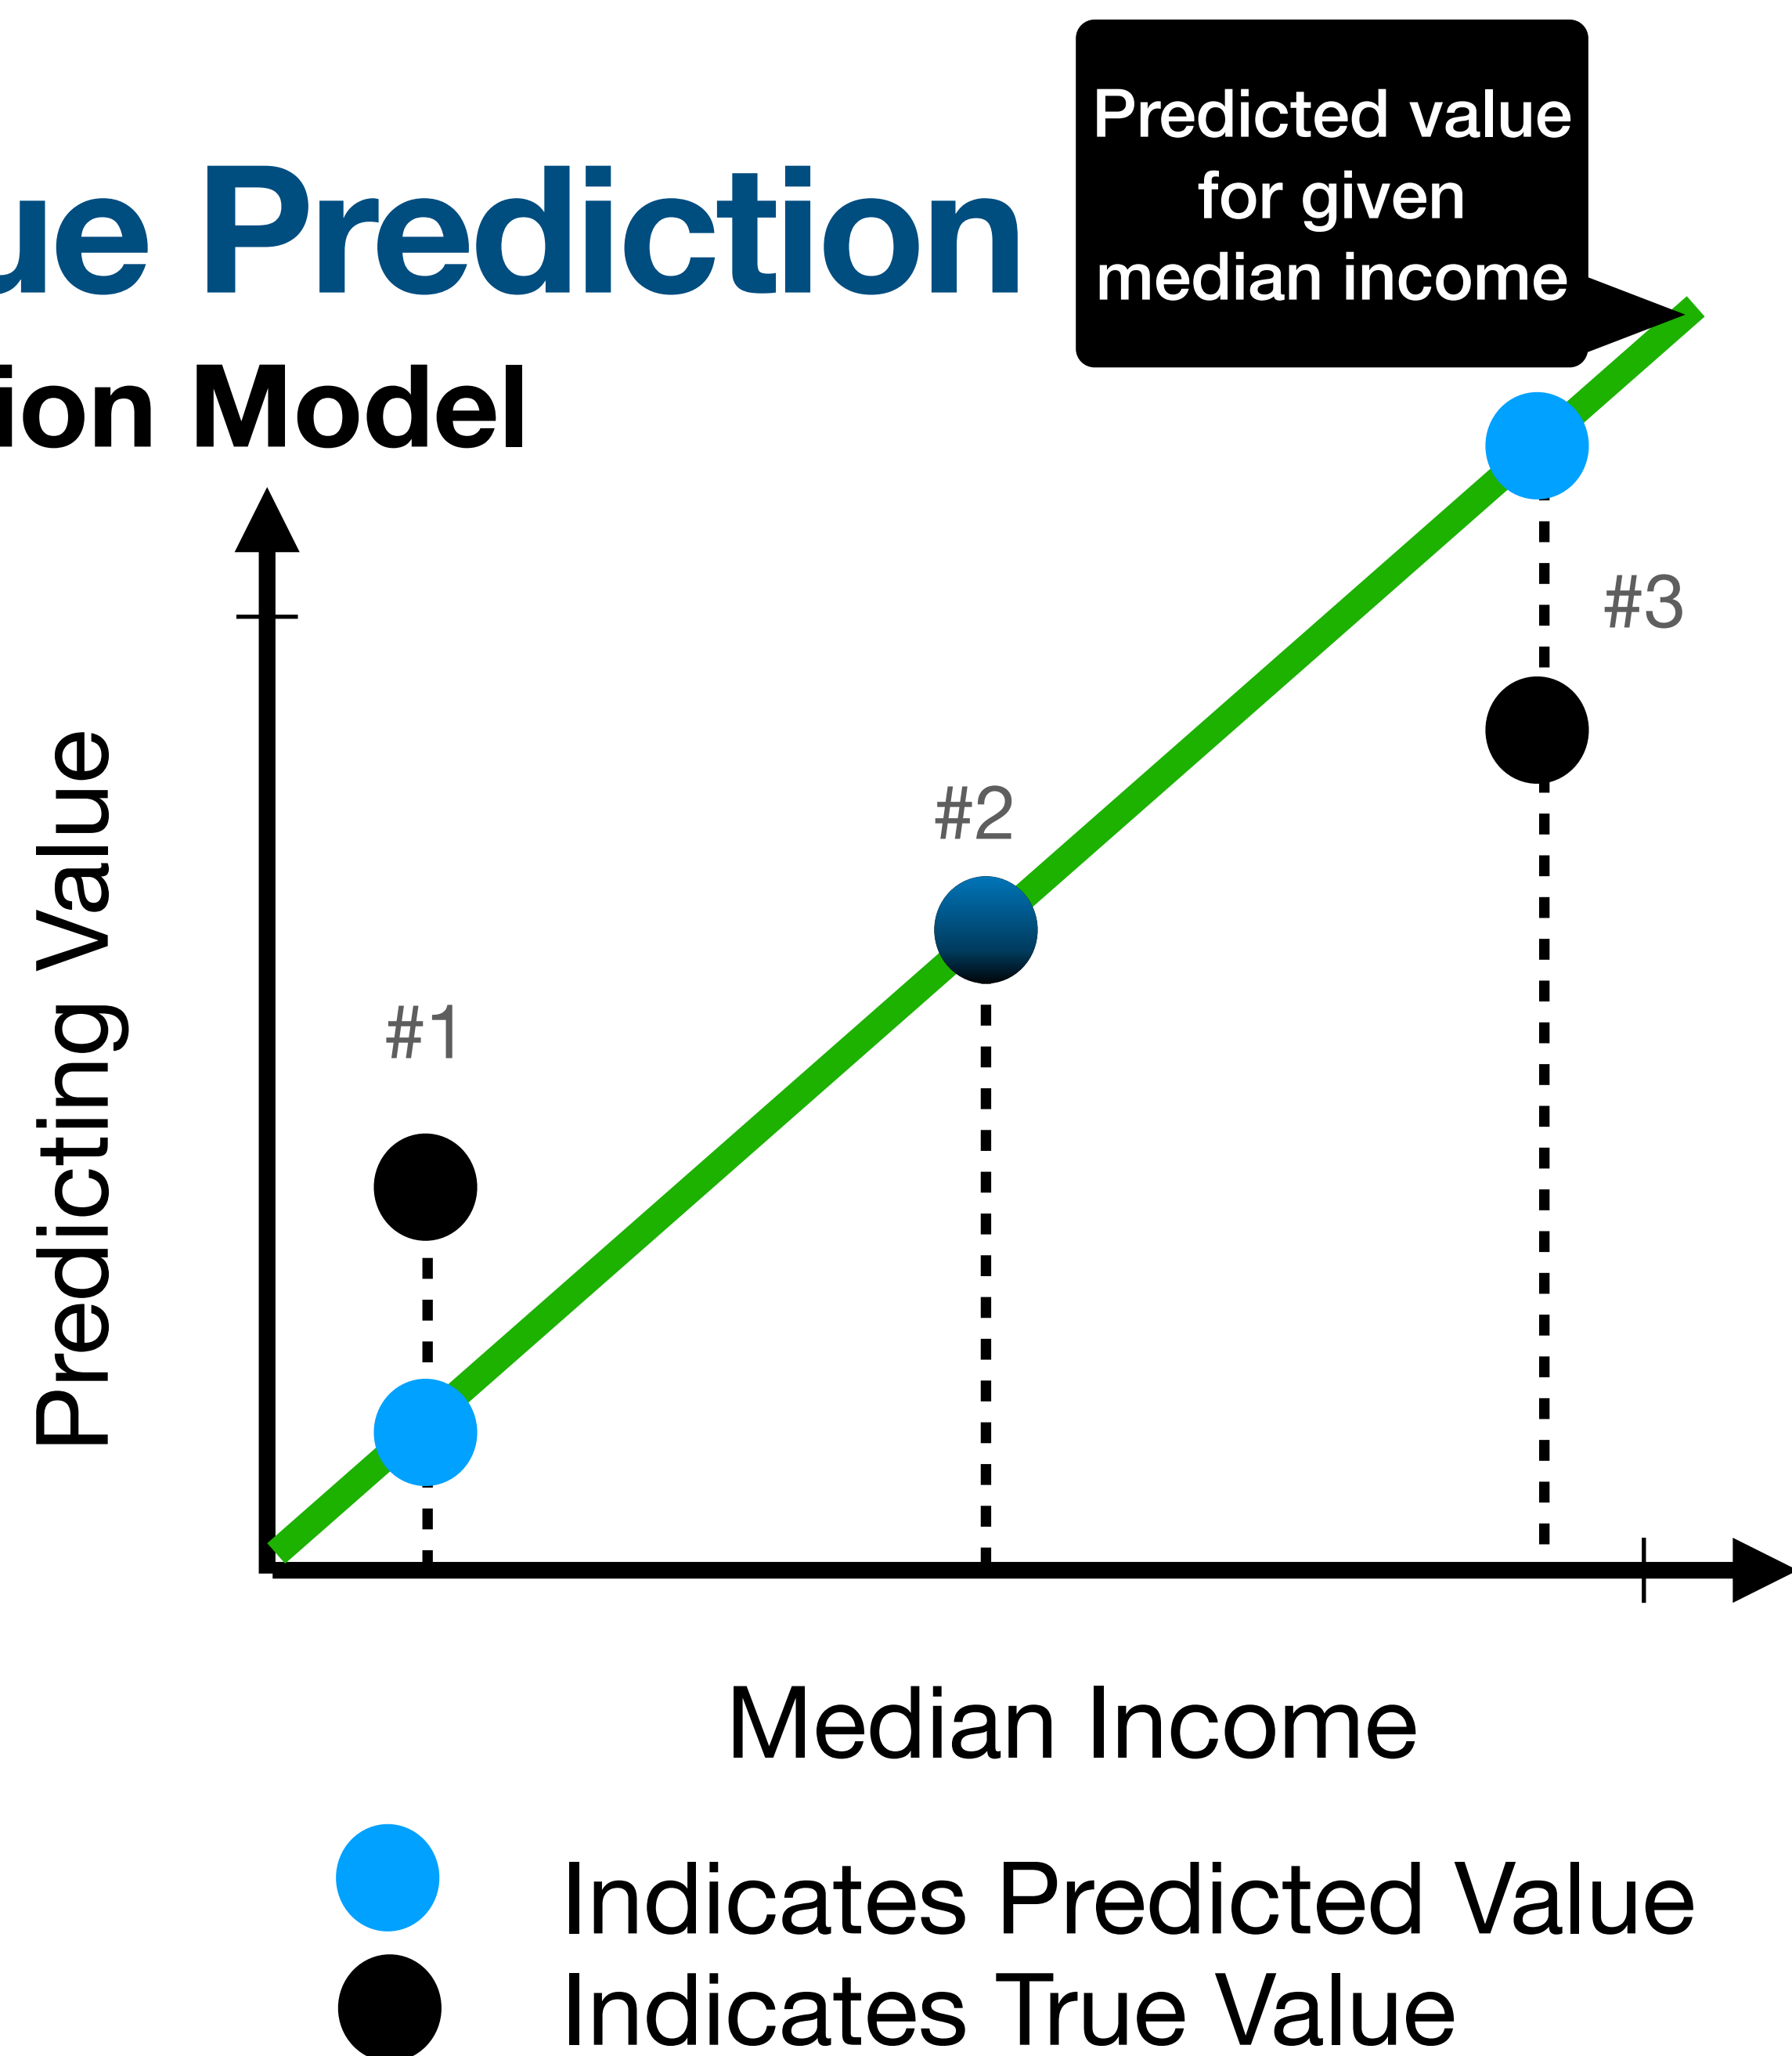 Predicted value
for given
median income
ue Prediction
ion Model
#3
#2
#1
Predicting Value
Median Income
Indicates Predicted Value
Indicates True Value